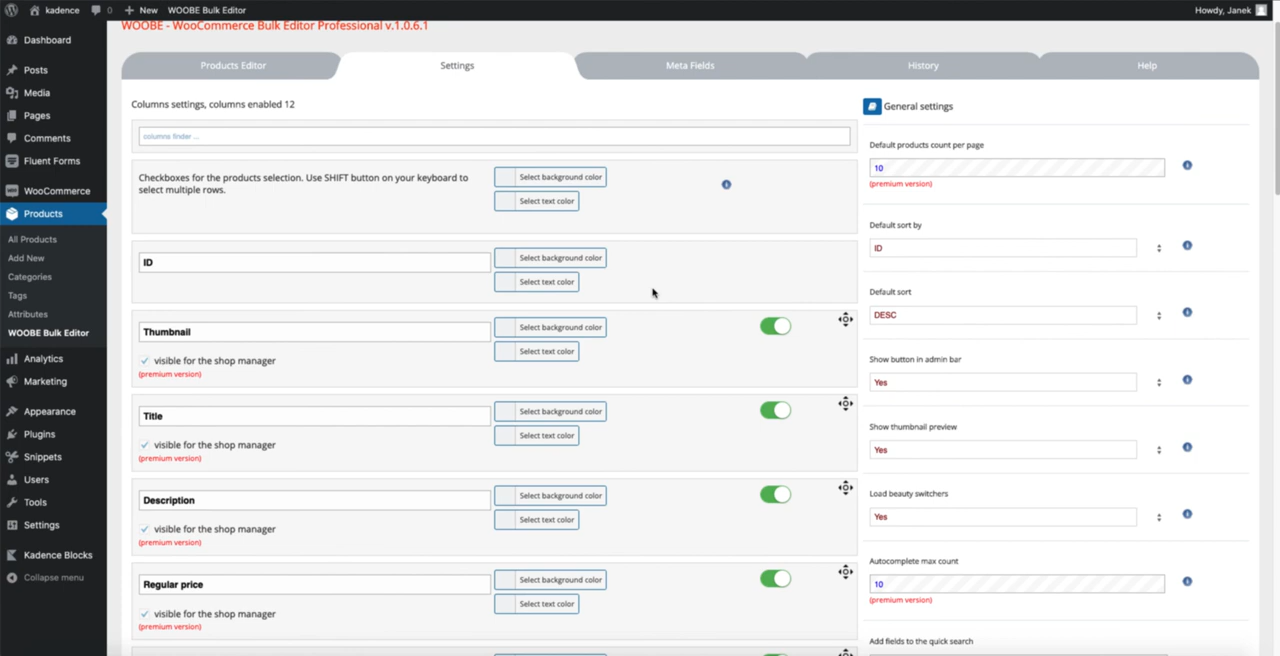 kadence
0
New
WOOBE Bulk Editor
Howdy, Janek
Dashboard
Posts
Media
Pages
Comments
Fluent Forms
WooCommerce
Products
All Products
Add New
Categories
Tags
Attributes
WOOBE Bulk Editor
Analytics
Marketing
Appearance
Plugins
Snippets
Users
Tools
Settings
Kadence Blocks
Collapse menu
WOOBE - WooCommerce Bulk Editor Professional v.1.0.6.1
Products Editor
Settings
Meta Fields
History
Help
Columns settings, columns enabled 12
columns finder ...
Checkboxes for the products selection. Use SHIFT button on your keyboard to
select multiple rows.
Select background color
Select text color
ID
Select background color
Select text color
Thumbnail
Select background color
Select text color
visible for the shop manager
(premium version)
Title
Select background color
Select text color
visible for the shop manager
(premium version)
Description
Select background color
Select text color
visible for the shop manager
(premium version)
Regular price
Select background color
Select text color
visible for the shop manager
(premium version)
General settings
Default products count per page
10
(premium version)
Default sort by
ID
Default sort
DESC
Show button in admin bar
Yes
Show thumbnail preview
Yes
Load beauty switchers
Yes
Autocomplete max count
10
(premium version)
Add fields to the quick search